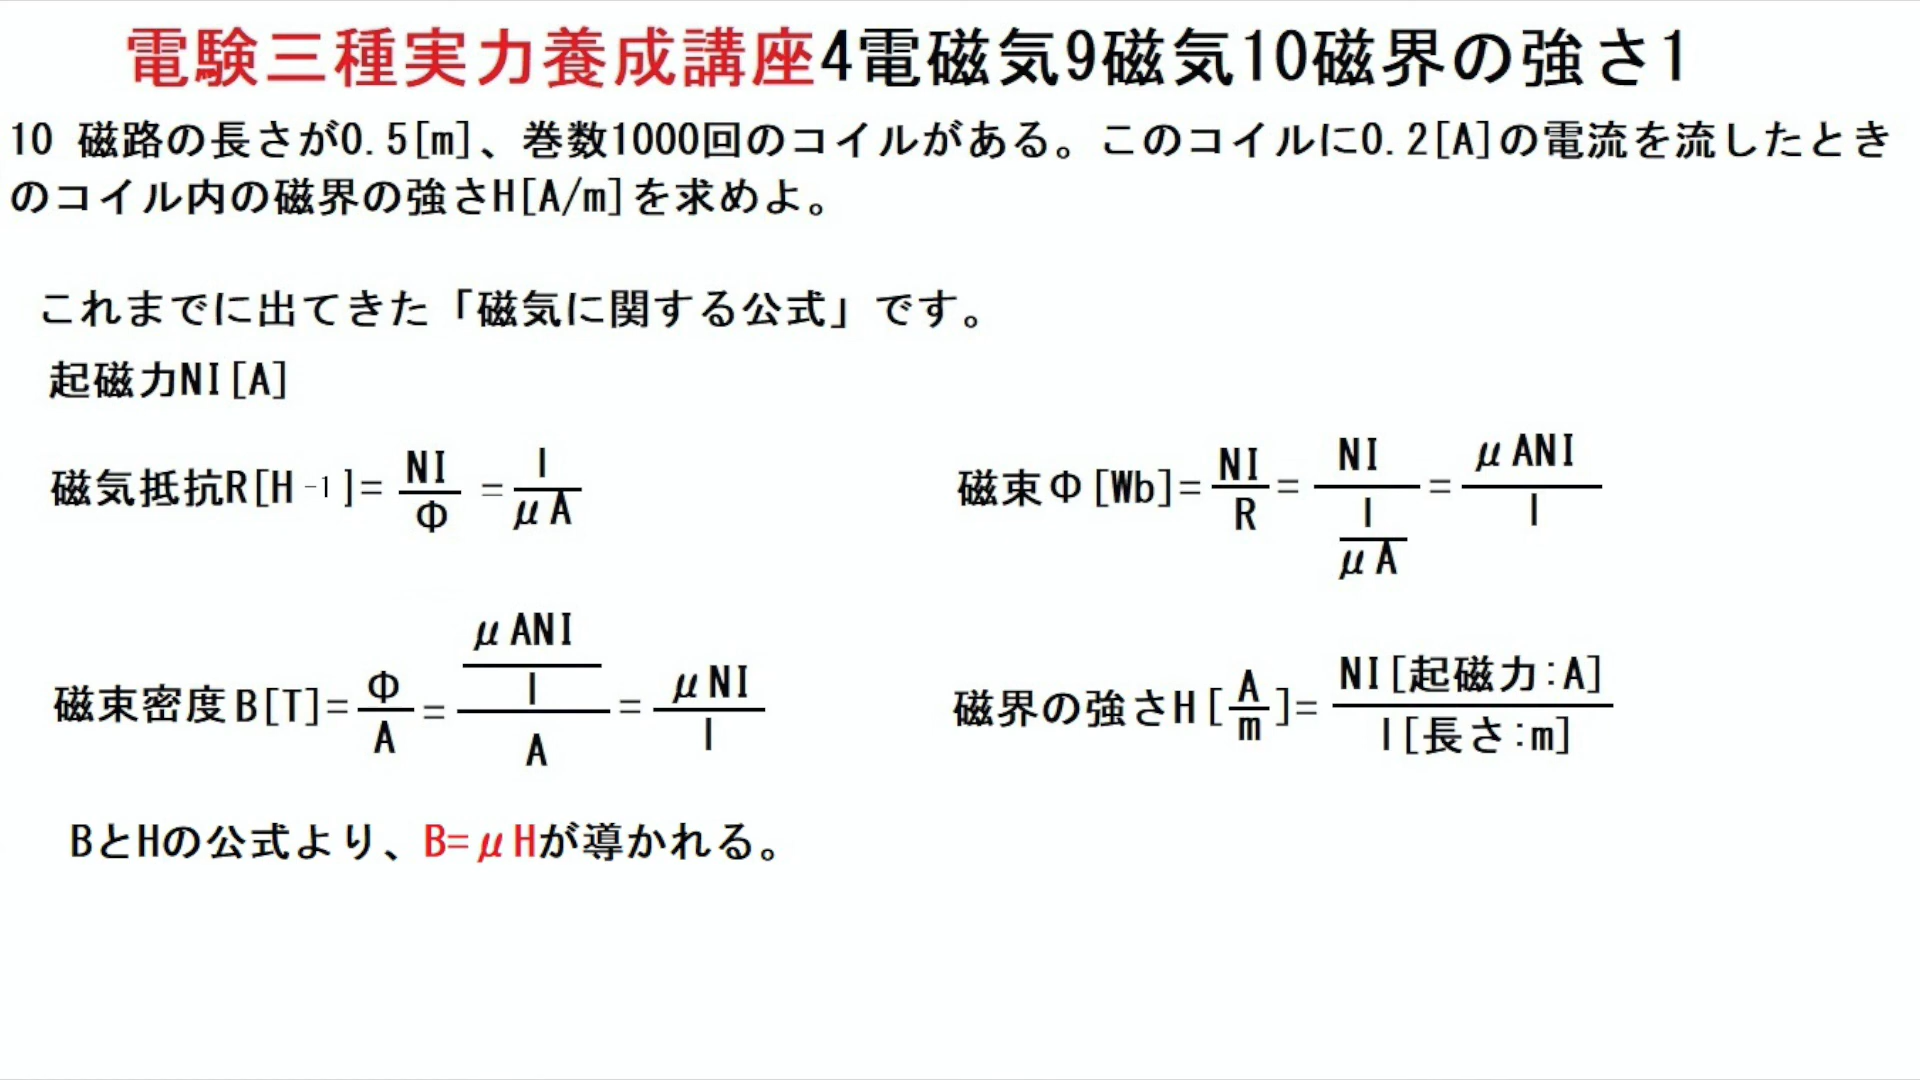 電験三種実力養成講座4電磁気9磁気10磁界の強さ1
10 磁路の長さが0.5[m]、巻数1000回のコイルがある。このコイルに0.2[A]の電流を流したとき
のコイル内の磁界の強さH[A/m]を求めよ。
これまでに出てきた「磁気に関する公式」です。
起磁力NI[A]
磁気抵抗R[H⁻¹]= NI/Φ = l/μA
磁束Φ[Wb]= NI/R = NI/(l/μA) = μANI/l
磁束密度B[T]= Φ/A = (μANI/l)/A = μNI/l
磁界の強さH[A/m]= NI[起磁力:A]/l[長さ:m]
BとHの公式より、B=μHが導かれる。